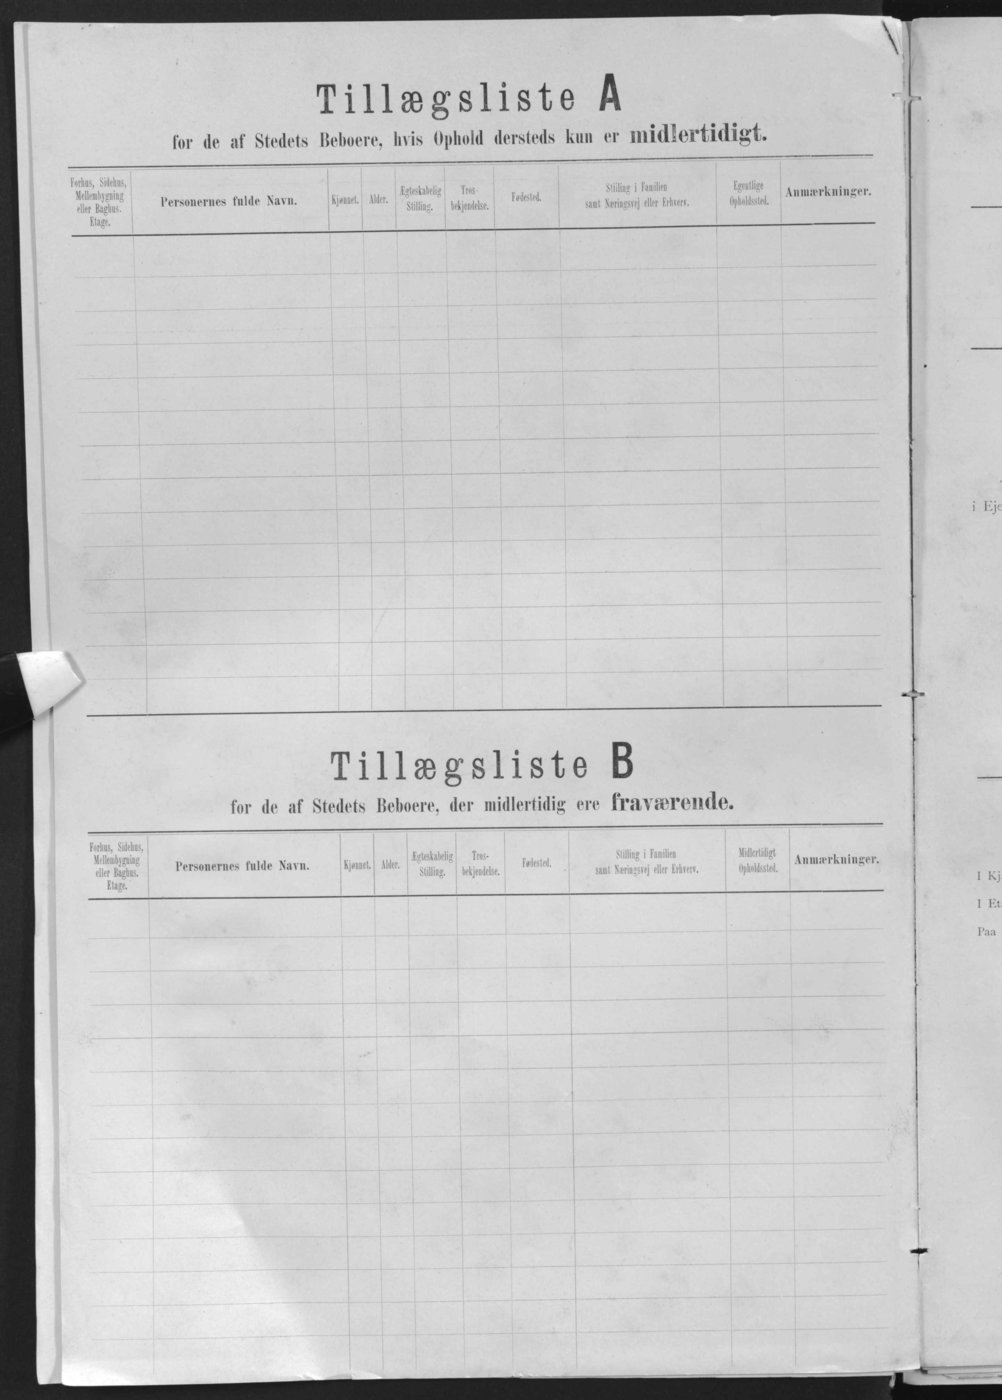 Tillægsliste A
for de af Stedets Beboere, hvis Ophold dersteds kun er midlertidigt.
Forhus, Sidehus,
Mellembygning
eller Baghus.
Etage.
Personernes fulde Navn.
Kjønnet.
Alder.
Ægteskabelig
Stilling.
Tros-
bekjendelse.
Fødested.
Stilling i Familien
samt Næringsvej eller Erhverv.
Egentlige
Opholdssted.
Anmærkninger.
Tillægsliste B
for de af Stedets Beboere, der midlertidig ere fraværende.
Forhus, Sidehus,
Mellembygning
eller Baghus.
Etage.
Personernes fulde Navn.
Kjønnet.
Alder.
Ægteskabelig
Stilling.
Tros-
bekjendelse.
Fødested.
Stilling i Familien
samt Næringsvej eller Erhverv.
Midlertidigt
Opholdssted.
Anmærkninger.
i Eje
I Kj
I Et
Paa